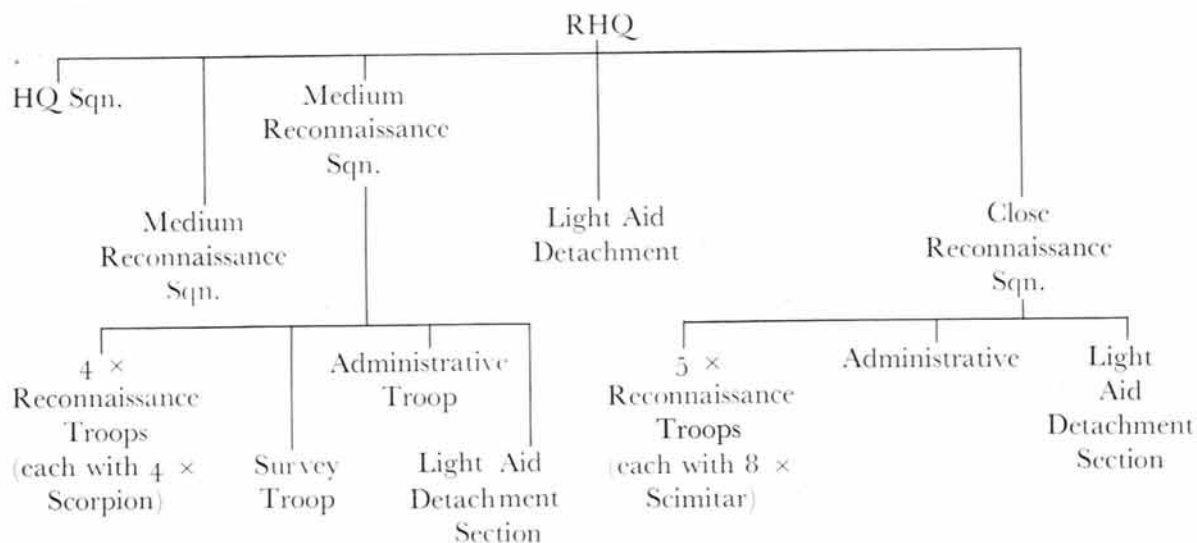 RHQ
HQ Sqn.
Medium
Reconnaissance
Sqn.
Medium
Reconnaissance
Sqn.
Light Aid
Detachment
Close
Reconnaissance
Sqn.
4 ×
Reconnaissance
Troops
(each with 4 ×
Scorpion)
Survey
Troop
Administrative
Troop
Light Aid
Detachment
Section
5 ×
Reconnaissance
Troops
(each with 8 ×
Scimitar)
Administrative
Light
Aid
Detachment
Section